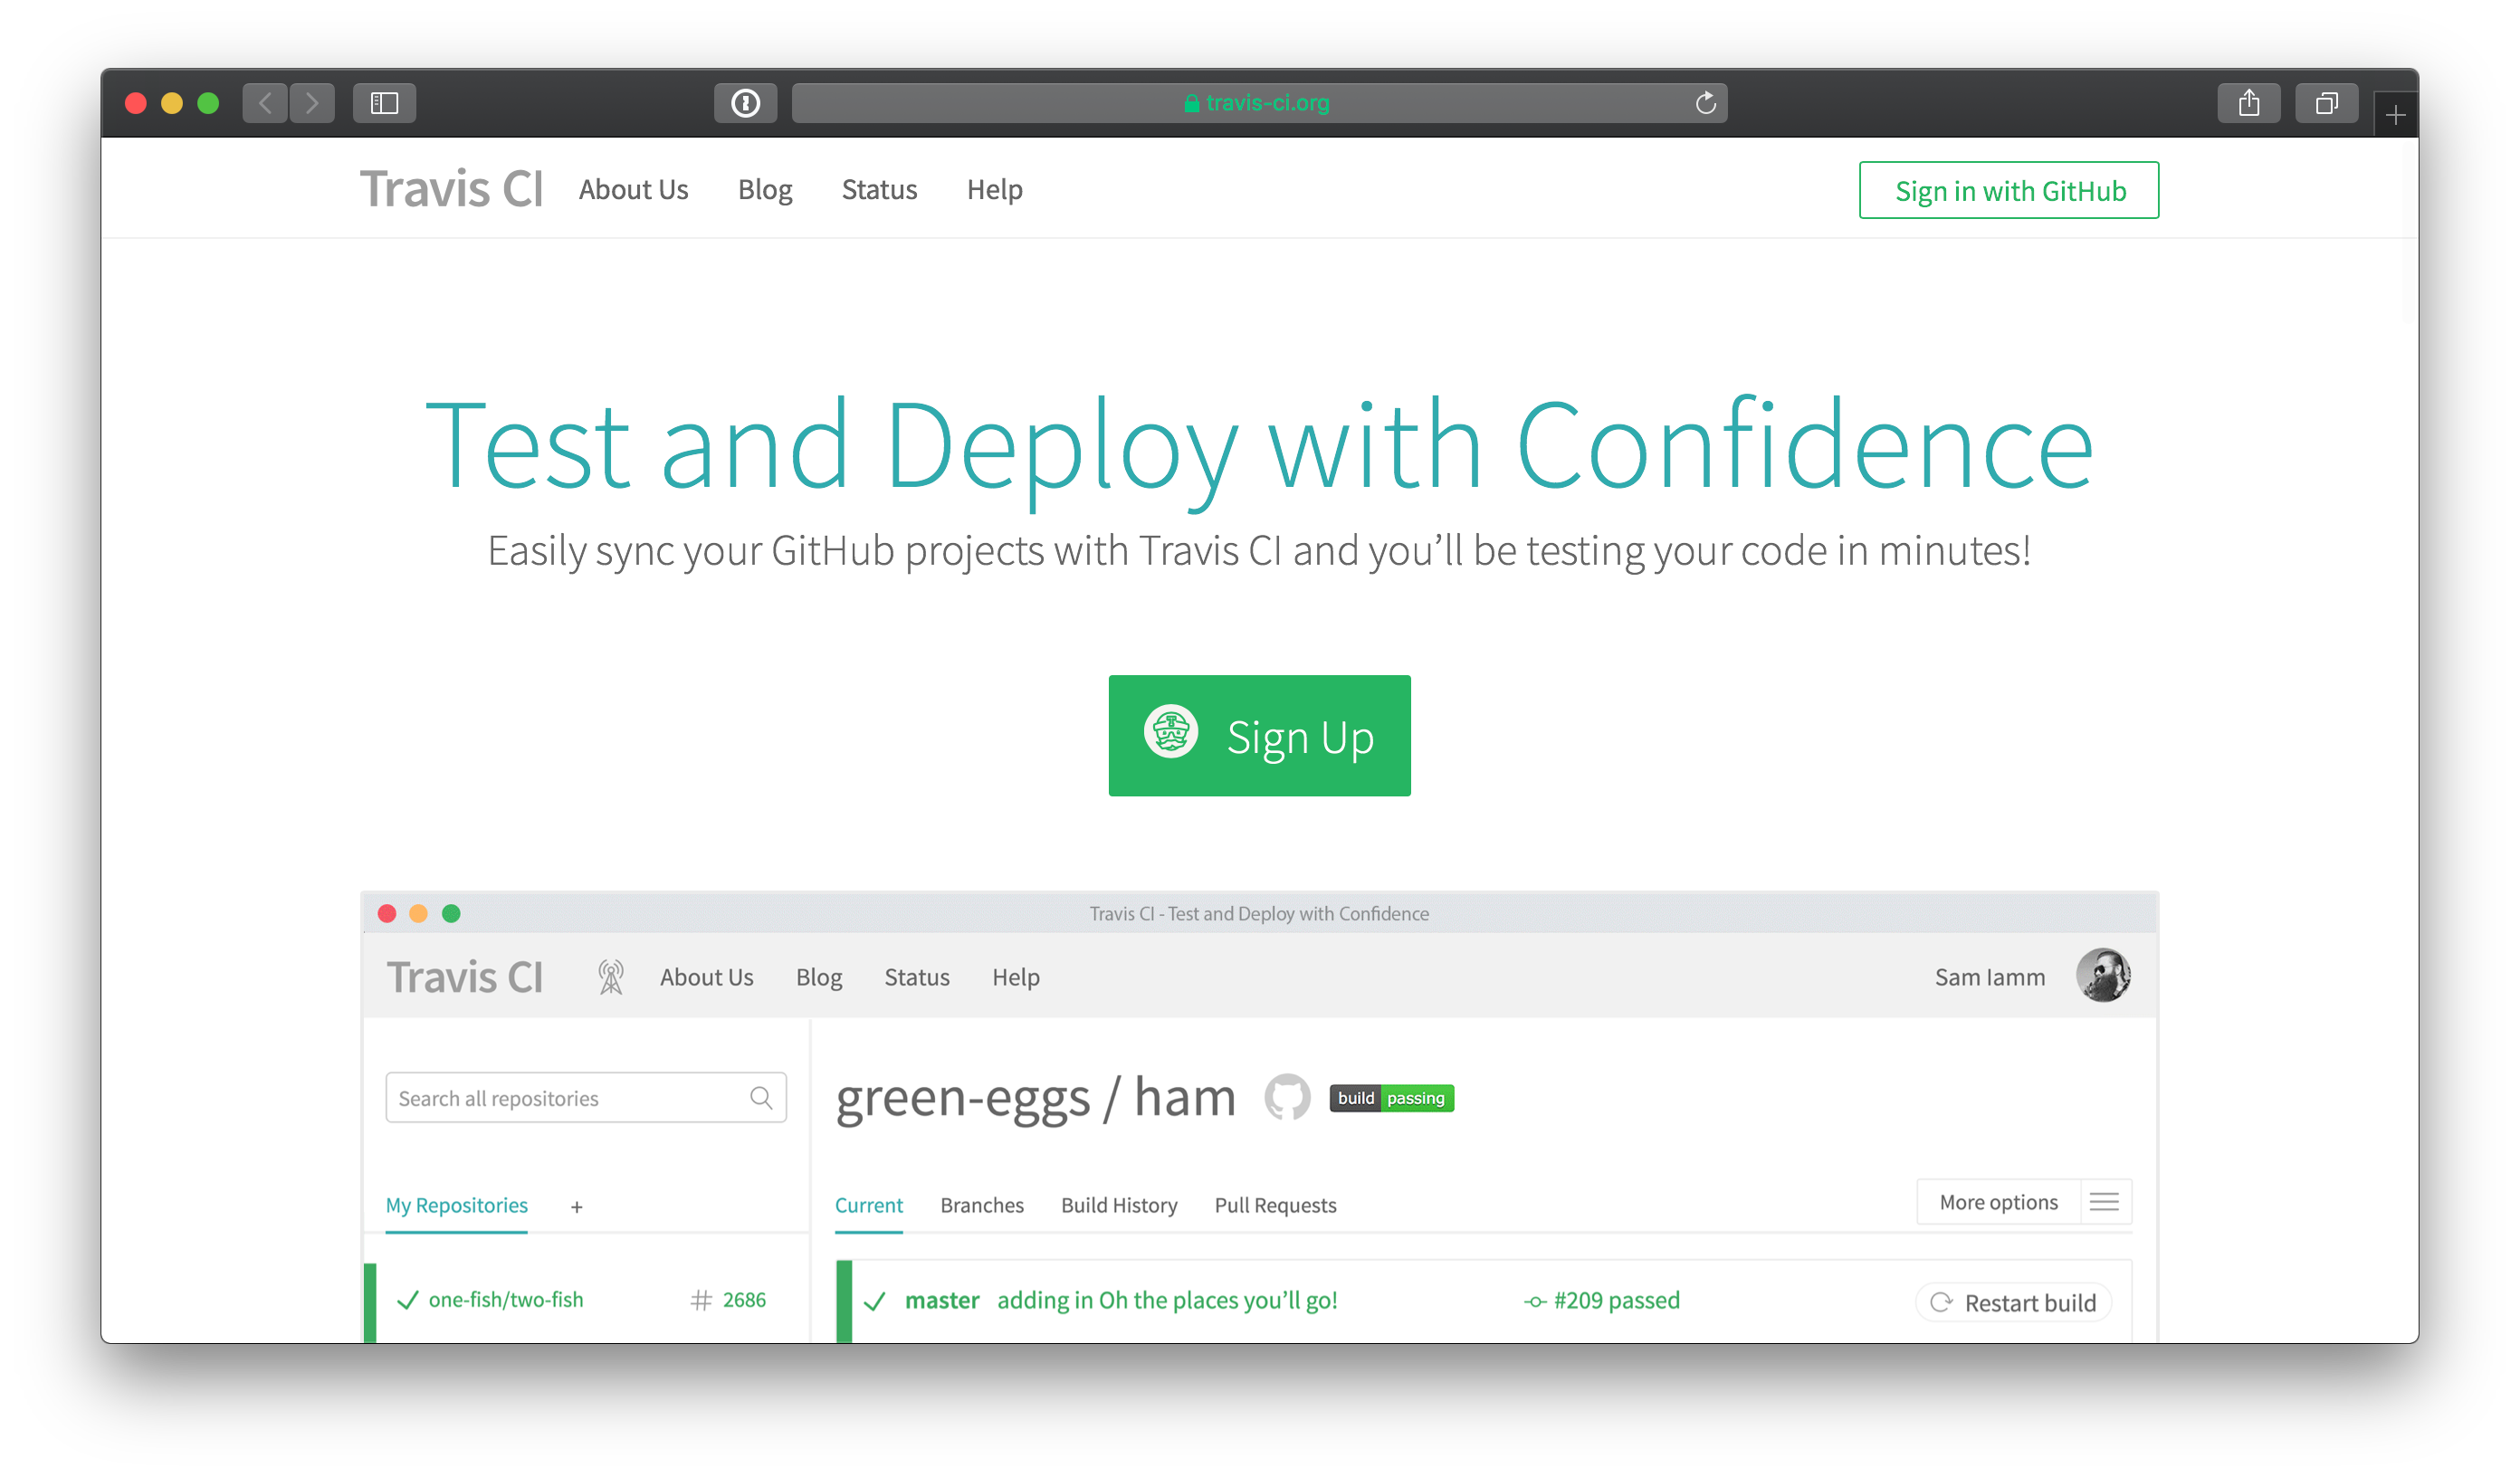 travis-ci.org
Travis CI About Us Blog Status Help Sign in with GitHub
Test and Deploy with Confidence
Easily sync your GitHub projects with Travis CI and you’ll be testing your code in minutes!
Sign Up
Travis CI - Test and Deploy with Confidence
Travis CI About Us Blog Status Help Sam Iamm
Search all repositories
green-eggs / ham build passing
My Repositories +
Current Branches Build History Pull Requests More options
one-fish/two-fish # 2686
master adding in Oh the places you’ll go! #209 passed Restart build